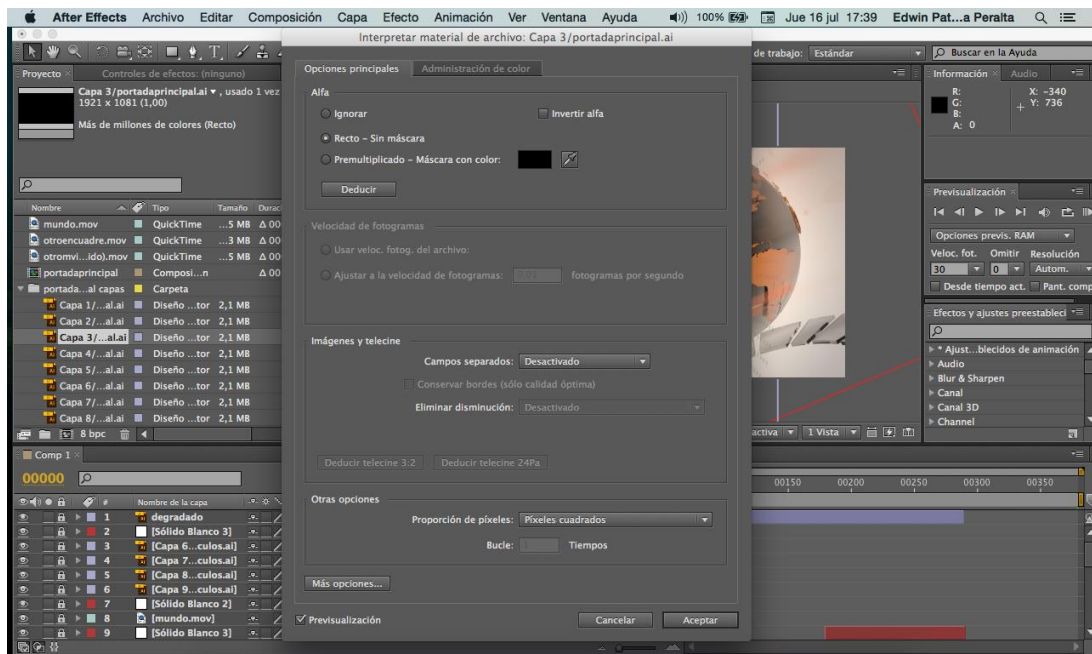 After Effects Archivo Editar Composición Capa Efecto Animación Ver Ventana Ayuda 100% Jue 16 jul 17:39 Edwin Pat...a Peralta
Interpretar material de archivo: Capa 3/portadaprincipal.ai
de trabajo: Estándar
Buscar en la Ayuda
Proyecto
Controles de efectos: (ninguno)
Capa 3/portadaprincipal.ai , usado 1 vez
1921 x 1081 (1,00)
Más de millones de colores (Recto)
Nombre Tipo Tamaño Durac
mundo.mov QuickTime ...5 MB Δ 00
otroencuadre.mov QuickTime ...3 MB Δ 00
otromvi...ido).mov QuickTime ...5 MB Δ 00
portadaprincipal Composi...n Δ 00
portada...al capas Carpeta
Capa 1/...al.ai Diseño ...tor 2,1 MB
Capa 2/...al.ai Diseño ...tor 2,1 MB
Capa 3/...al.ai Diseño ...tor 2,1 MB
Capa 4/...al.ai Diseño ...tor 2,1 MB
Capa 5/...al.ai Diseño ...tor 2,1 MB
Capa 6/...al.ai Diseño ...tor 2,1 MB
Capa 7/...al.ai Diseño ...tor 2,1 MB
Capa 8/...al.ai Diseño ...tor 2,1 MB
8 bpc
Opciones principales
Administración de color
Alfa
Ignorar
Invertir alfa
Recto – Sin máscara
Premultiplicado – Máscara con color:
Deducir
Velocidad de fotogramas
Usar veloc. fotog. del archivo:
Ajustar a la velocidad de fotogramas: fotogramas por segundo
Imágenes y telecine
Campos separados: Desactivado
Conservar bordes (sólo calidad óptima)
Eliminar disminución: Desactivado
Deducir telecine 3:2
Deducir telecine 24Pa
Otras opciones
Proporción de píxeles: Píxeles cuadrados
Bucle: Tiempos
Más opciones...
Previsualización
Cancelar
Aceptar
Información
Audio
R: X: -340
G: Y: 736
B:
A: 0
Previsualización
Opciones previs. RAM
Veloc. fot. Omitir Resolución
30 0 Autom.
Desde tiempo act. Pant. comp
Efectos y ajustes preestableci
* Ajust...blecidos de animación
Audio
Blur & Sharpen
Canal
Canal 3D
Channel
activa 1 Vista
Comp 1
00000
# Nombre de la capa
1 degradado
2 [Sólido Blanco 3]
3 [Capa 6...culos.ai]
4 [Capa 7...culos.ai]
5 [Capa 8...culos.ai]
6 [Capa 9...culos.ai]
7 [Sólido Blanco 2]
8 [mundo.mov]
9 [Sólido Blanco 3]
00150 00200 00250 00300 00350